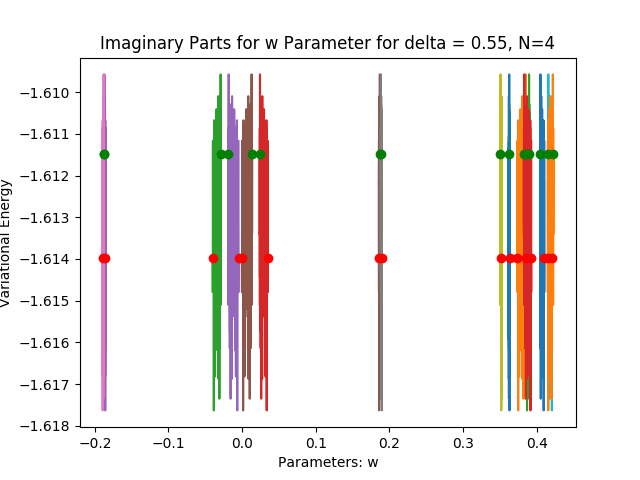 Imaginary Parts for w Parameter for delta = 0.55, N=4
−1.610
−1.611
−1.612
−1.613
−1.614
−1.615
−1.616
−1.617
−1.618
Variational Energy
−0.2 −0.1 0.0 0.1 0.2 0.3 0.4
Parameters: w